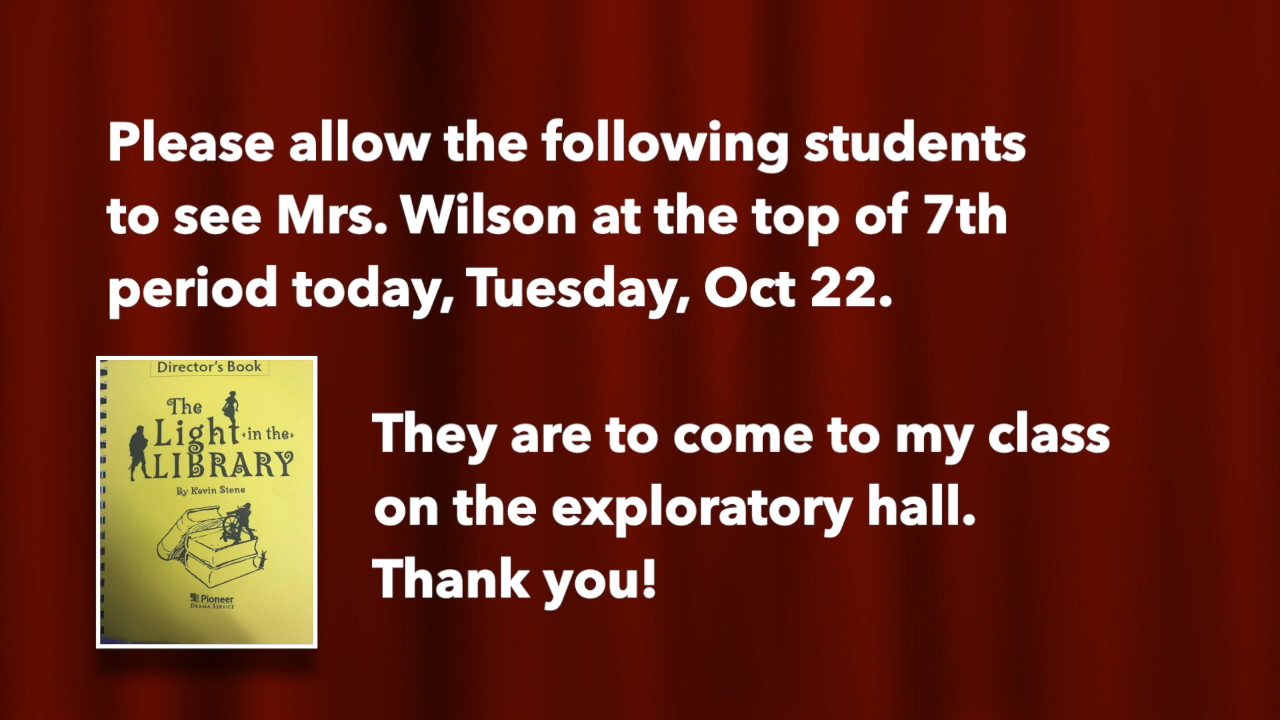 Please allow the following students
to see Mrs. Wilson at the top of 7th
period today, Tuesday, Oct 22.
Director's Book
The
Light in the
LIBRARY
By Kevin Stone
Pioneer
DRAMA SERVICE
They are to come to my class
on the exploratory hall.
Thank you!